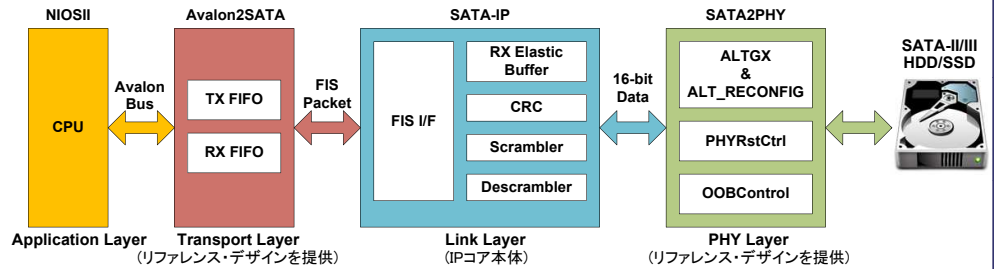 NIOSII
Avalon2SATA
SATA-IP
SATA2PHY
CPU
Avalon
Bus
TX FIFO
RX FIFO
FIS
Packet
FIS I/F
RX Elastic
Buffer
CRC
Scrambler
Descrambler
16-bit
Data
ALTGX
&
ALT_RECONFIG
PHYRstCtrl
OOBControl
SATA-II/III
HDD/SSD
Application Layer
Transport Layer
(リファレンス・デザインを提供)
Link Layer
(IPコア本体)
PHY Layer
(リファレンス・デザインを提供)